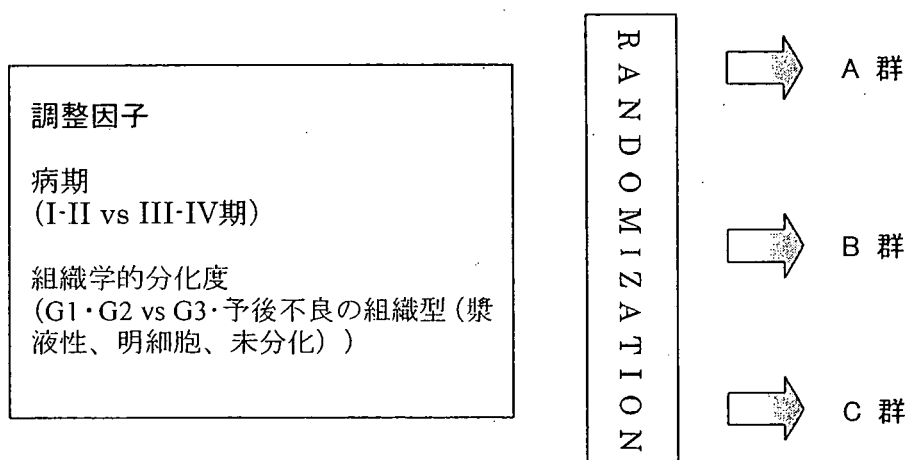 調整因子
病期
(I-II vs III-IV期)
組織学的分化度
(G1・G2 vs G3・予後不良の組織型(漿
液性、明細胞、未分化))
RANDOMIZATION
A 群
B 群
C 群